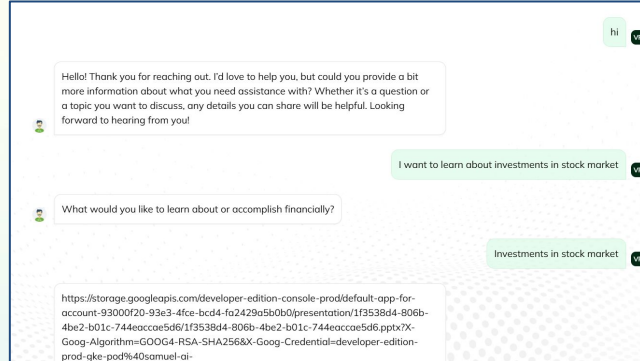 hi
Hello! Thank you for reaching out. I'd love to help you, but could you provide a bit
more information about what you need assistance with? Whether it's a question or
a topic you want to discuss, any details you can share will be helpful. Looking
forward to hearing from you!
I want to learn about investments in stock market
What would you like to learn about or accomplish financially?
Investments in stock market
https://storage.googleapis.com/developer-edition-console-prod/default-app-for-
account-93000f20-93e3-4fce-bcd4-fa2429a5b0b0/presentation/1f3538d4-806b-
4be2-b01c-744eaccae5d6/1f3538d4-806b-4be2-b01c-744eaccae5d6.pptx?X-
Goog-Algorithm=GOOG4-RSA-SHA256&X-Goog-Credential=developer-edition-
prod-gke-pod%40samuel-ai-